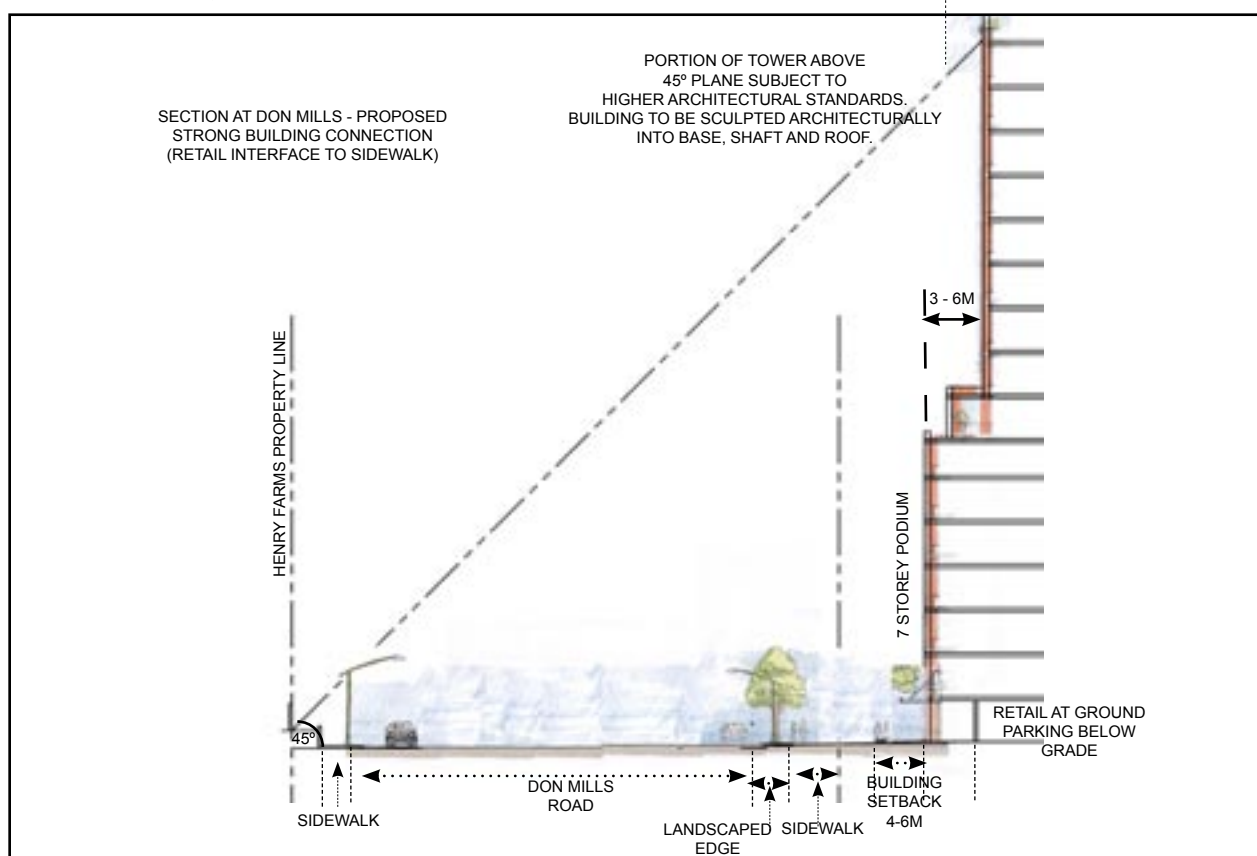 SECTION AT DON MILLS - PROPOSED
STRONG BUILDING CONNECTION
(RETAIL INTERFACE TO SIDEWALK)
PORTION OF TOWER ABOVE
45º PLANE SUBJECT TO
HIGHER ARCHITECTURAL STANDARDS.
BUILDING TO BE SCULPTED ARCHITECTURALLY
INTO BASE, SHAFT AND ROOF.
3 - 6M
HENRY FARMS PROPERTY LINE
7 STOREY PODIUM
45º
RETAIL AT GROUND
PARKING BELOW
GRADE
SIDEWALK
DON MILLS
ROAD
LANDSCAPED
EDGE
SIDEWALK
BUILDING
SETBACK
4-6M